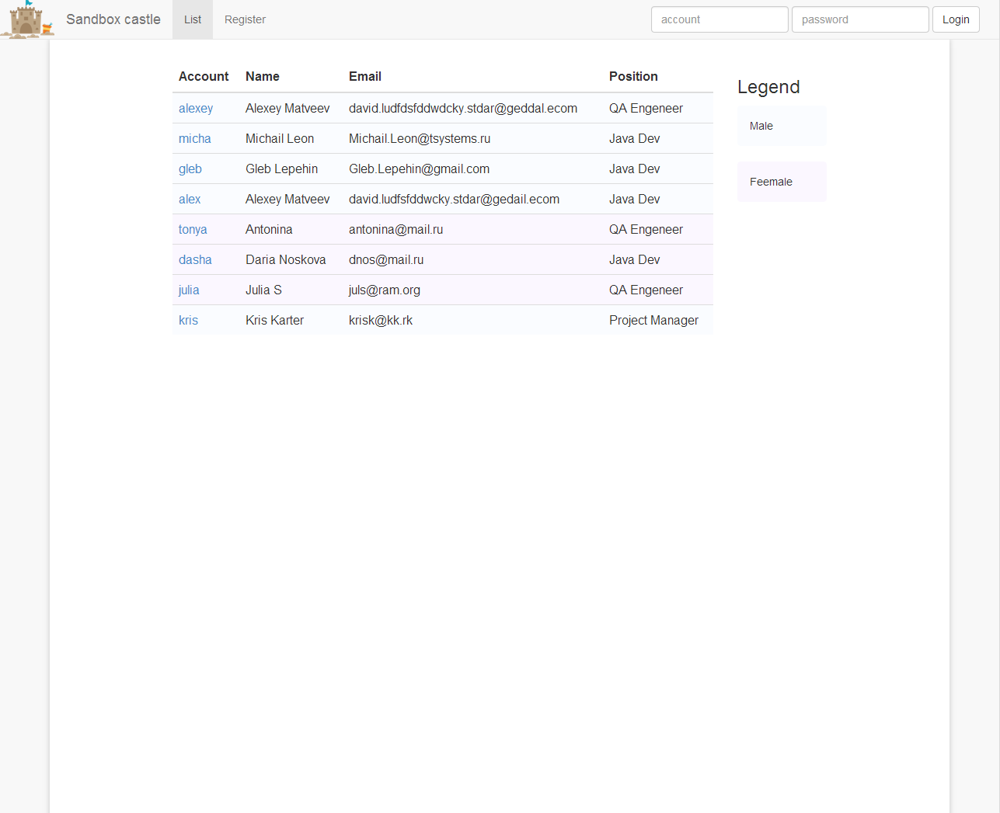 Sandbox castle List Register account password Login
Account Name Email Position
Legend
alexey Alexey Matveev david.ludfdsfddwdcky.stdar@geddal.ecom QA Engeneer
Male
micha Michail Leon Michail.Leon@tsystems.ru Java Dev
gleb Gleb Lepehin Gleb.Lepehin@gmail.com Java Dev
Feemale
alex Alexey Matveev david.ludfsfddwcky.stdar@gedail.ecom Java Dev
tonya Antonina antonina@mail.ru QA Engeneer
dasha Daria Noskova dnos@mail.ru Java Dev
julia Julia S juls@ram.org QA Engeneer
kris Kris Karter krisk@kk.rk Project Manager